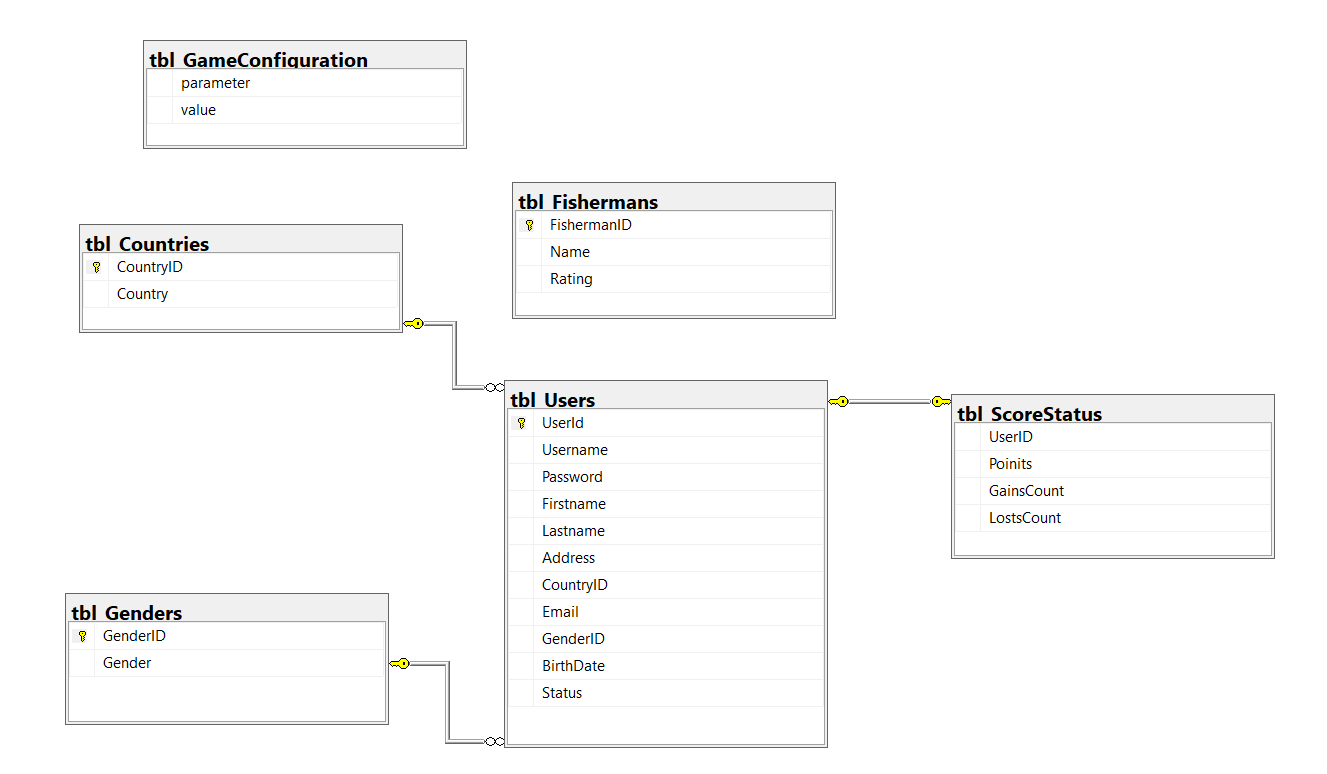 tbl_GameConfiguration
parameter
value
tbl_Fishermans
FishermanID
Name
Rating
tbl_Countries
CountryID
Country
tbl_Users
UserId
Username
Password
Firstname
Lastname
Address
CountryID
Email
GenderID
BirthDate
Status
tbl_ScoreStatus
UserID
Poinits
GainsCount
LostsCount
tbl_Genders
GenderID
Gender